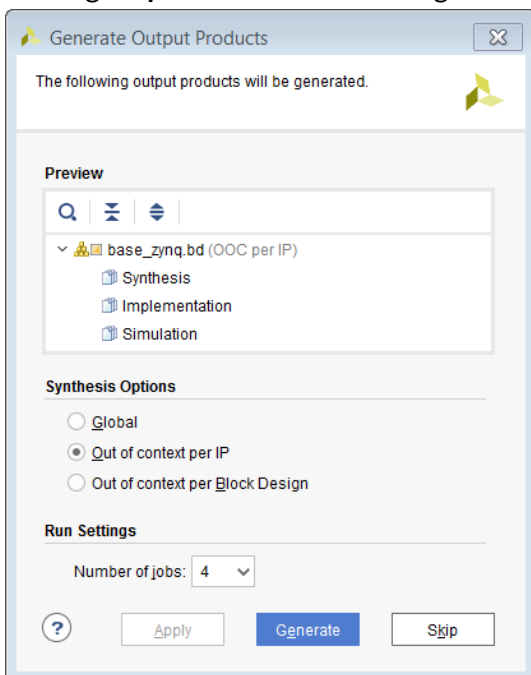 Generate Output Products
The following output products will be generated.
Preview
base_zynq.bd (OOC per IP)
Synthesis
Implementation
Simulation
Synthesis Options
Global
Out of context per IP
Out of context per Block Design
Run Settings
Number of jobs: 4
? Apply Generate Skip